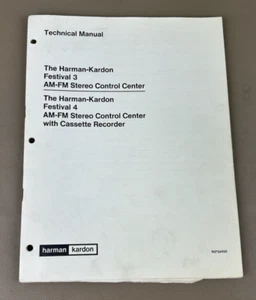 Technical Manual
The Harman-Kardon
Festival 3
AM-FM Stereo Control Center
The Harman-Kardon
Festival 4
AM-FM Stereo Control Center
with Cassette Recorder
harman kardon